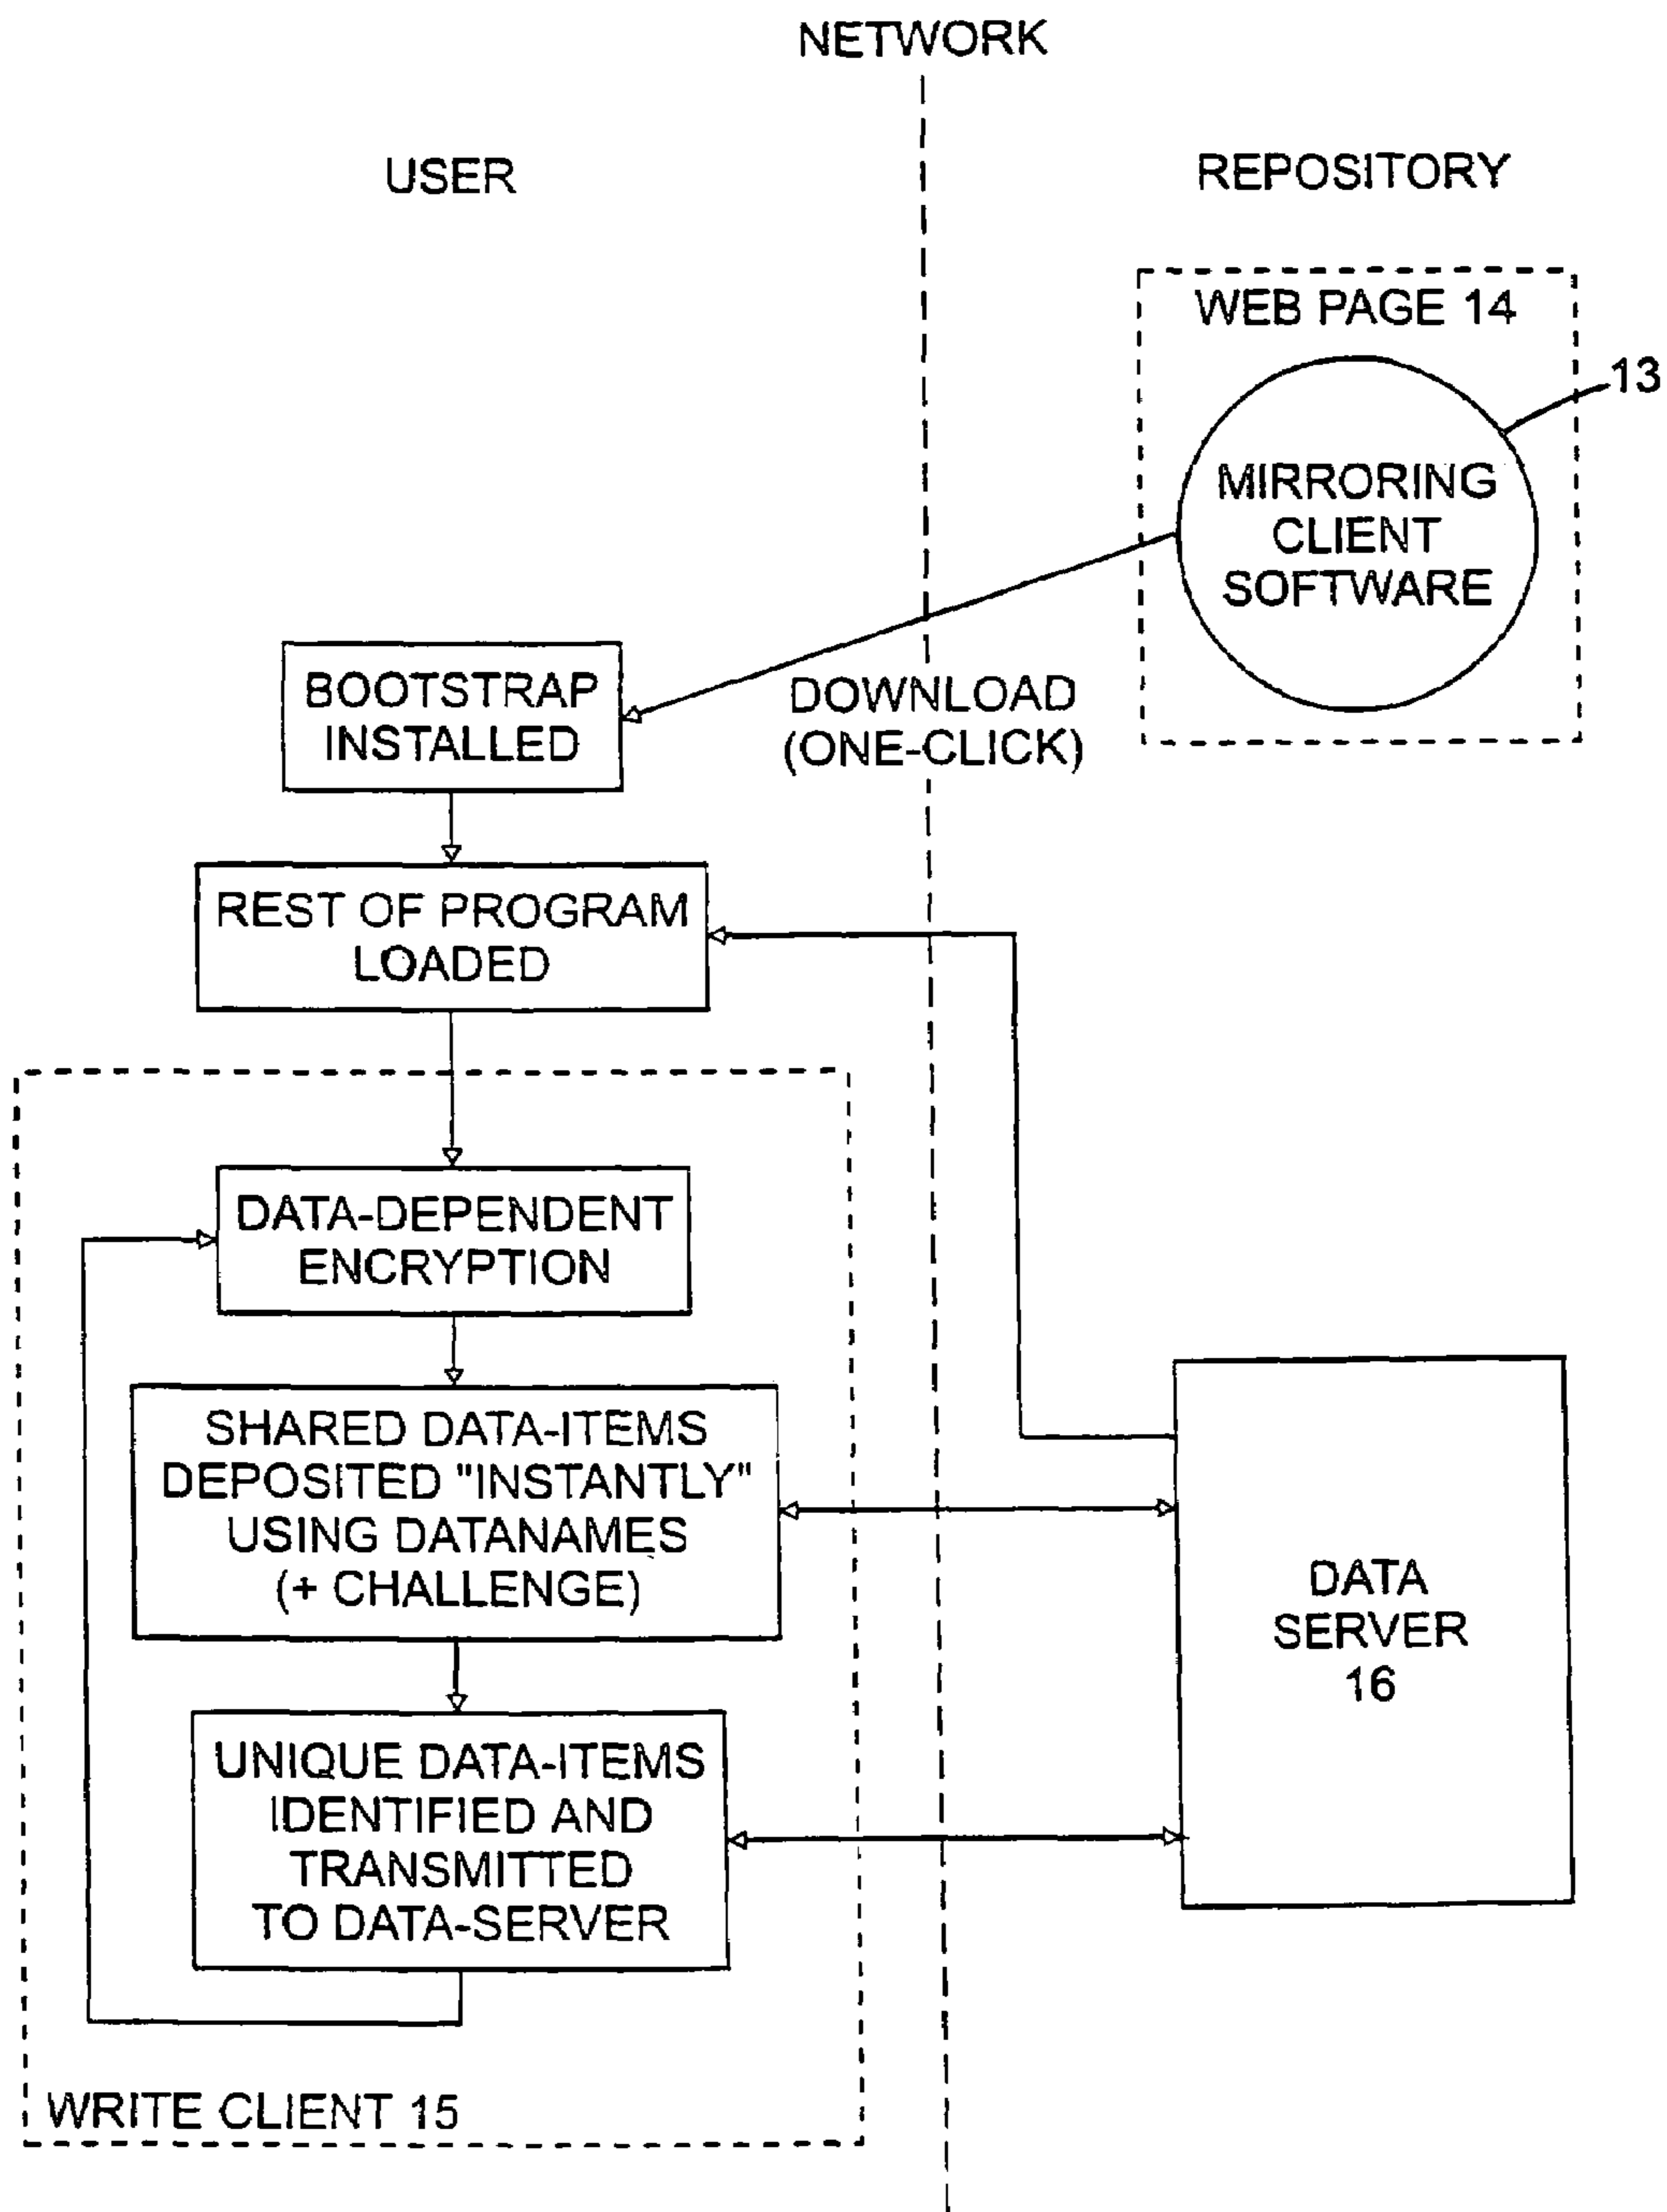 NETWORK
USER
REPOSITORY
WEB PAGE 14
13
MIRRORING
CLIENT
SOFTWARE
BOOTSTRAP
INSTALLED
DOWNLOAD
(ONE-CLICK)
REST OF PROGRAM
LOADED
DATA-DEPENDENT
ENCRYPTION
SHARED DATA-ITEMS
DEPOSITED "INSTANTLY"
USING DATANAMES
(+ CHALLENGE)
DATA
SERVER
16
UNIQUE DATA-ITEMS
IDENTIFIED AND
TRANSMITTED
TO DATA-SERVER
WRITE CLIENT 15